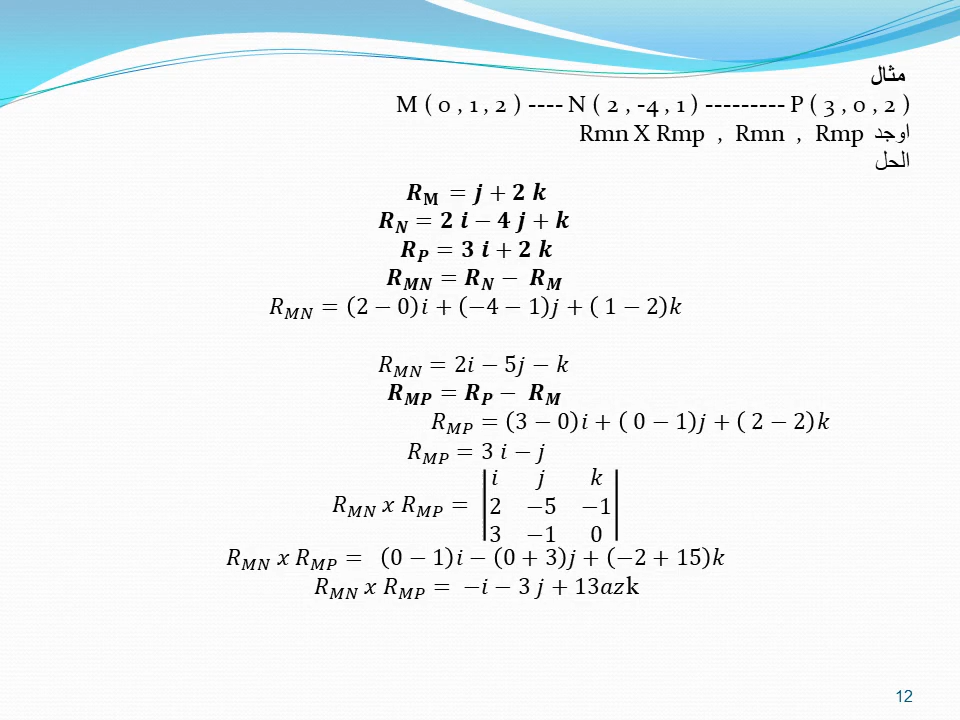 مثال
M ( 0 , 1 , 2 ) ---- N ( 2 , -4 , 1 ) --------- P ( 3 , 0 , 2 )
اوجد Rmn X Rmp , Rmn , Rmp
الحل
R_M = j + 2 k
R_N = 2 i − 4 j + k
R_P = 3 i + 2 k
R_MN = R_N − R_M
R_MN = (2 − 0)i + (−4 − 1)j + ( 1 − 2)k
R_MN = 2i − 5j − k
R_MP = R_P − R_M
R_MP = (3 − 0)i + ( 0 − 1)j + ( 2 − 2)k
R_MP = 3 i − j
R_MN x R_MP = |i j k|
|2 −5 −1|
|3 −1 0|
R_MN x R_MP = (0 − 1)i − (0 + 3)j + (−2 + 15)k
R_MN x R_MP = −i − 3 j + 13azk
12